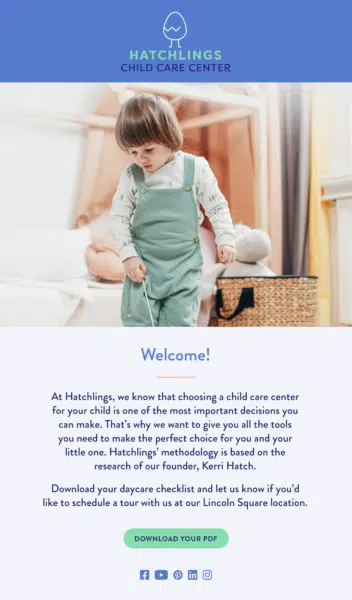 HATCHLINGS
CHILD CARE CENTER
Welcome!
At Hatchlings, we know that choosing a child care center
for your child is one of the most important decisions you
can make. That's why we want to give you all the tools
you need to make the perfect choice for you and your
little one. Hatchlings' methodology is based on the
research of our founder, Kerri Hatch.
Download your daycare checklist and let us know if you'd
like to schedule a tour with us at our Lincoln Square location.
DOWNLOAD YOUR PDF